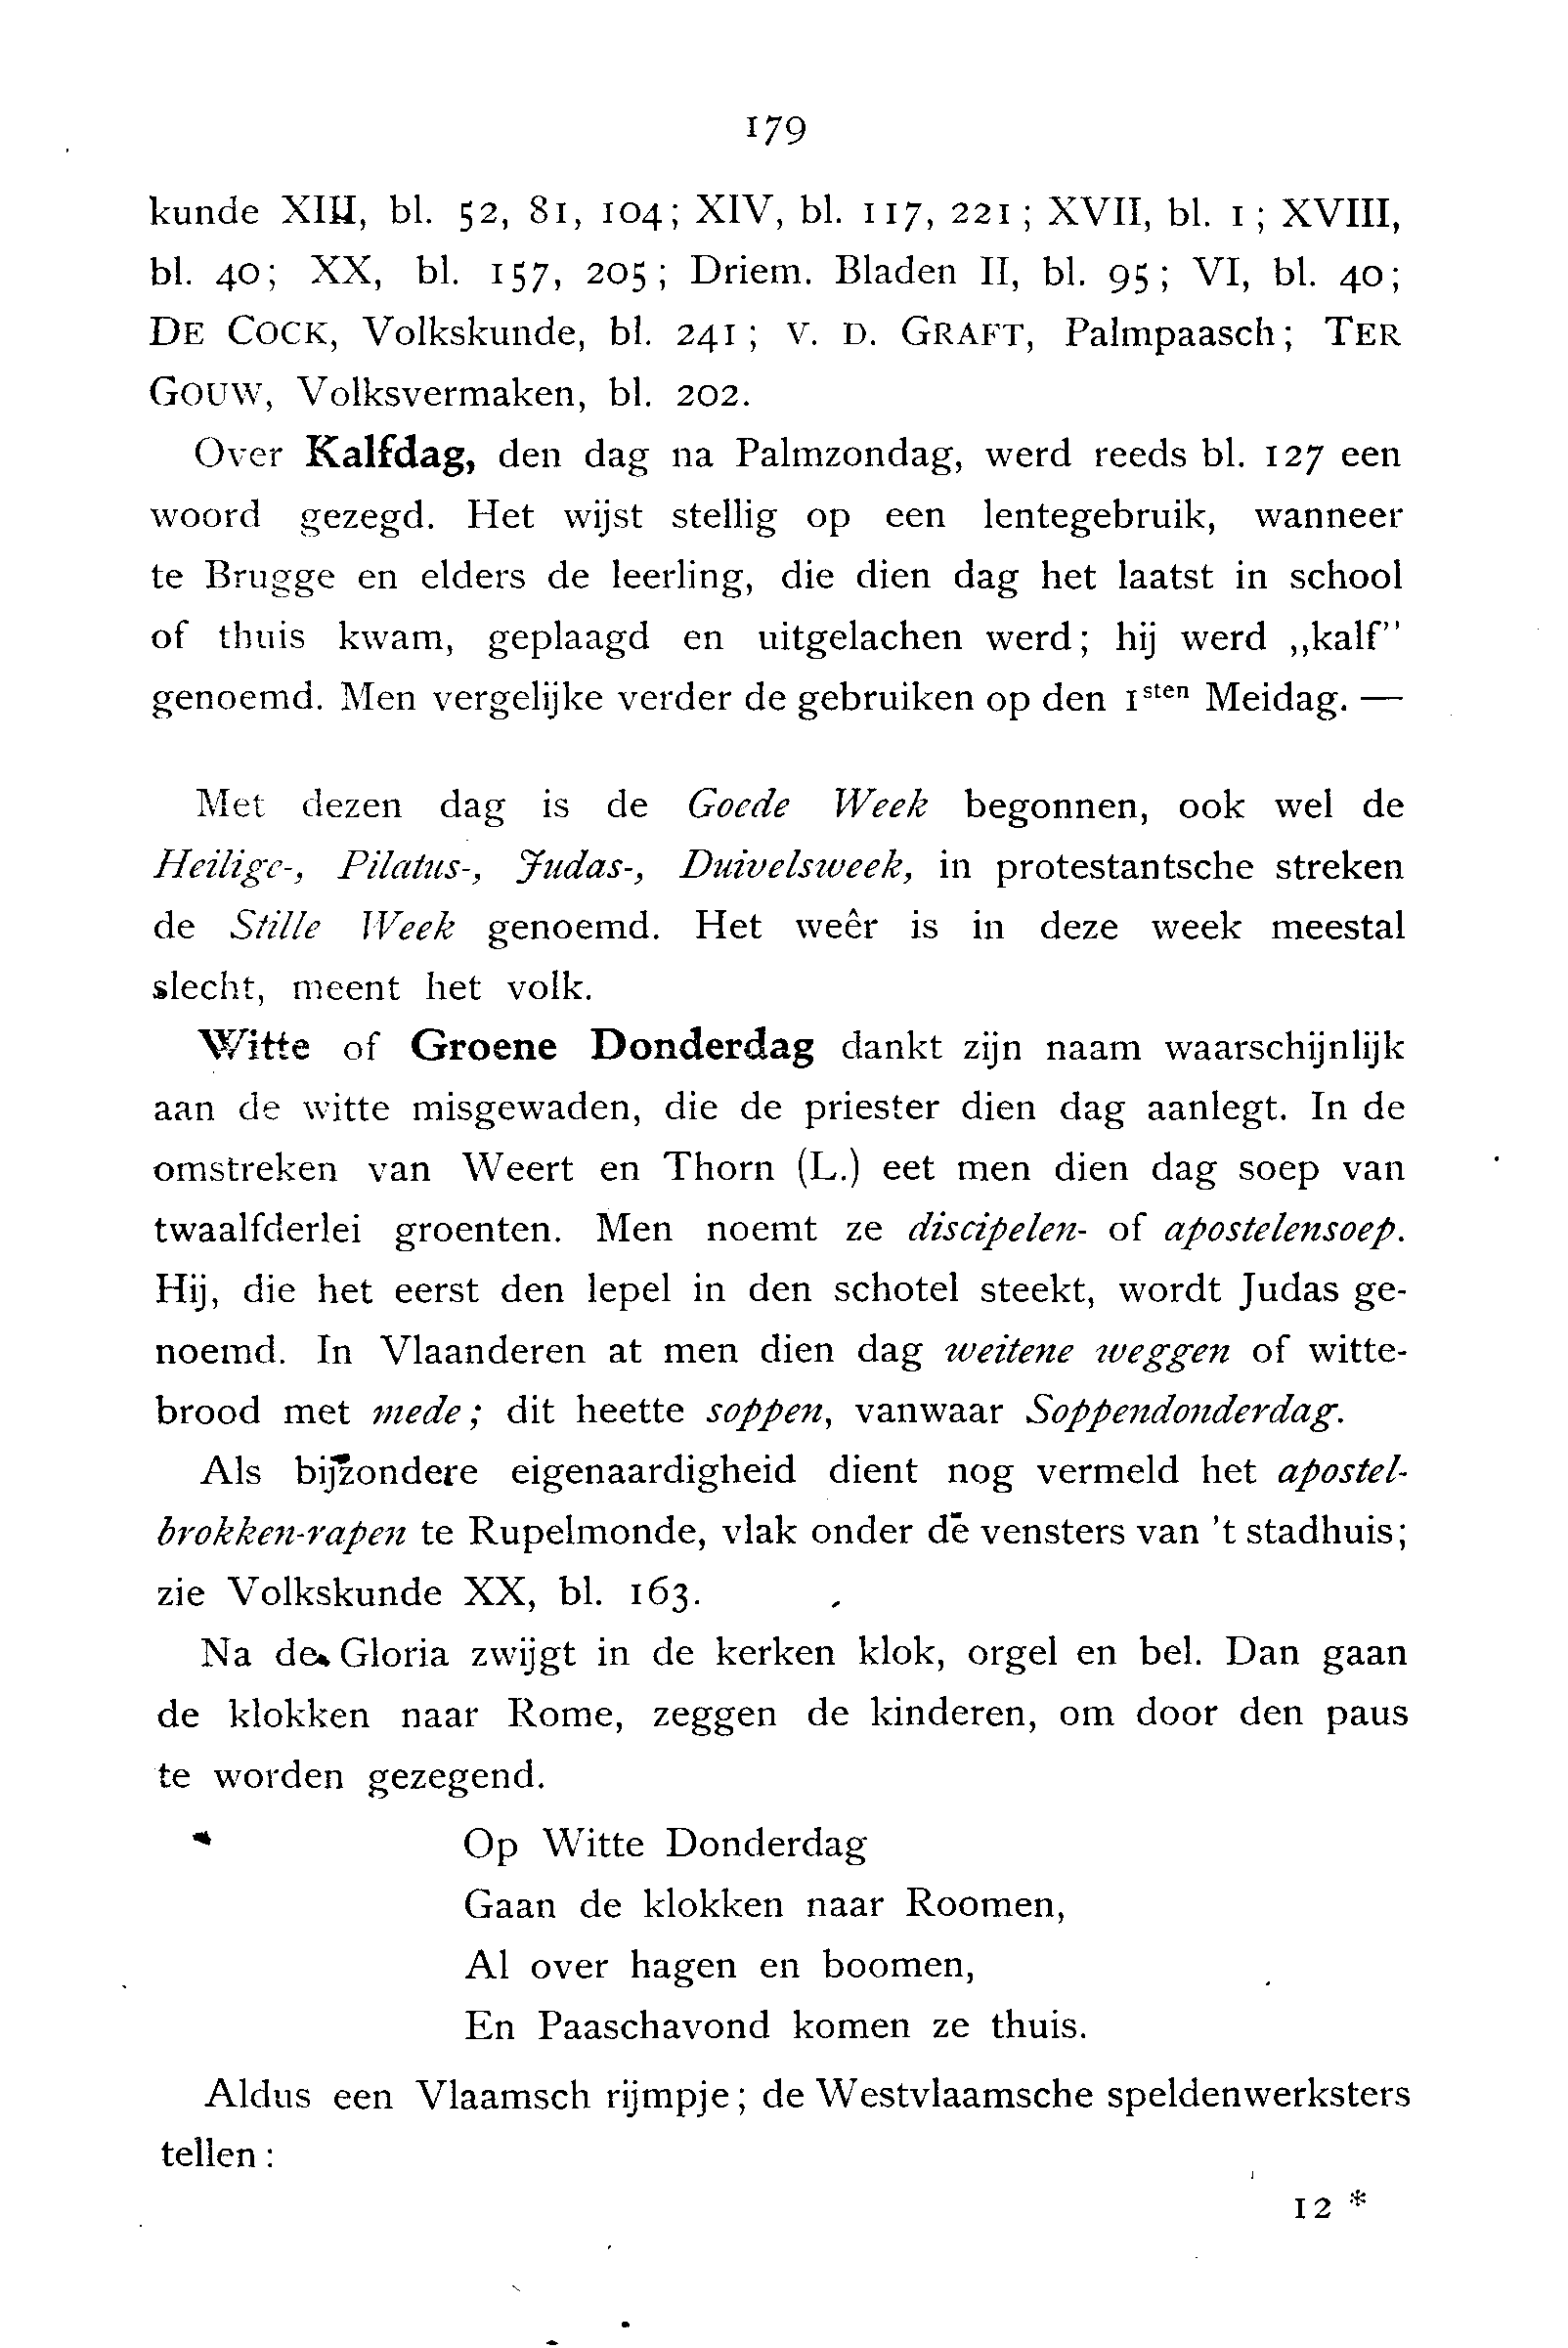 179
kunde XIII, bl. 52, 81, 104; XIV, bl. 117, 221; XVII, bl. 1; XVIII,
bl. 40; XX, bl. 157, 205; Driem. Bladen II, bl. 95; VI, bl. 40;
DE COCK, Volkskunde, bl. 241; V. D. GRAFT, Palmpaasch; TER
GOUW, Volksvermaken, bl. 202.
Over Kalfdag, den dag na Palmzondag, werd reeds bl. 127 een
woord gezegd. Het wijst stellig op een lentegebruik, wanneer
te Brugge en elders de leerling, die dien dag het laatst in school
of thuis kwam, geplaagd en uitgelachen werd; hij werd ,,kalf''
genoemd. Men vergelijke verder de gebruiken op den 1sten Meidag. —
Met dezen dag is de Goede Week begonnen, ook wel de
Heilige-, Pilatus-, Judas-, Duivelsweek, in protestantsche streken
de Stille Week genoemd. Het weêr is in deze week meestal
slecht, meent het volk.
Witte of Groene Donderdag dankt zijn naam waarschijnlijk
aan de witte misgewaden, die de priester dien dag aanlegt. In de
omstreken van Weert en Thorn (L.) eet men dien dag soep van
twaalfderlei groenten. Men noemt ze discipelen- of apostelensoep.
Hij, die het eerst den lepel in den schotel steekt, wordt Judas ge-
noemd. In Vlaanderen at men dien dag weitene weggen of witte-
brood met mede; dit heette soppen, vanwaar Soppendonderdag.
Als bijzondere eigenaardigheid dient nog vermeld het apostel-
brokken-rapen te Rupelmonde, vlak onder de vensters van 't stadhuis;
zie Volkskunde XX, bl. 163.
Na de Gloria zwijgt in de kerken klok, orgel en bel. Dan gaan
de klokken naar Rome, zeggen de kinderen, om door den paus
te worden gezegend.
Op Witte Donderdag
Gaan de klokken naar Roomen,
Al over hagen en boomen,
En Paaschavond komen ze thuis.
Aldus een Vlaamsch rijmpje; de Westvlaamsche speldenwerksters
tellen:
12 *